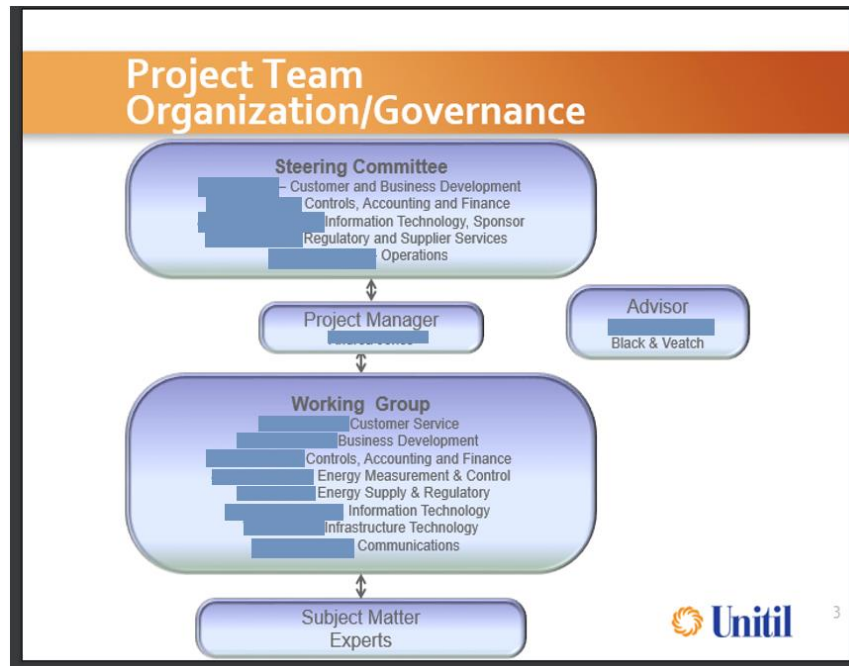 Project Team
Organization/Governance
Steering Committee
– Customer and Business Development
Controls, Accounting and Finance
Information Technology, Sponsor
Regulatory and Supplier Services
Operations
Project Manager
Advisor
Black & Veatch
Working Group
Customer Service
Business Development
Controls, Accounting and Finance
Energy Measurement & Control
Energy Supply & Regulatory
Information Technology
Infrastructure Technology
Communications
Subject Matter
Experts
Unitil
3